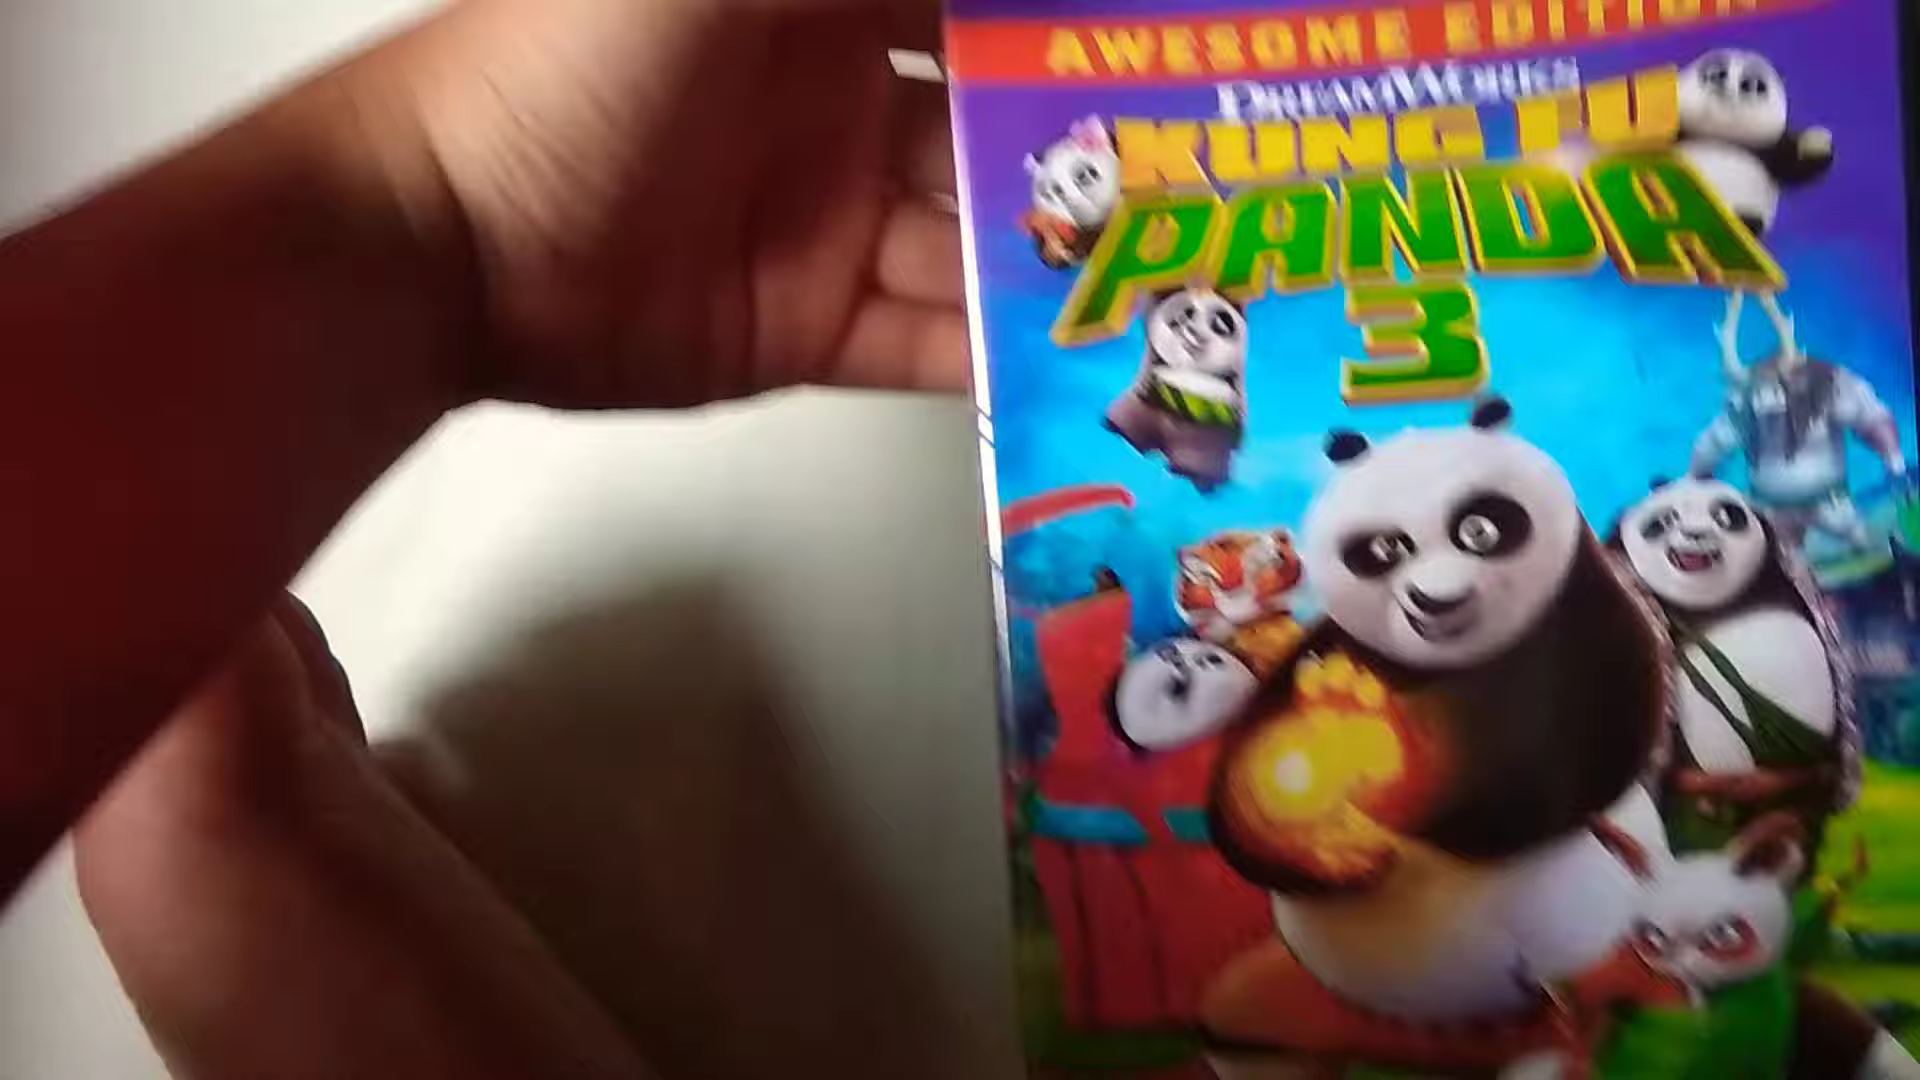 AWESOME EDITION
DREAMWORKS
KUNG FU
PANDA
3